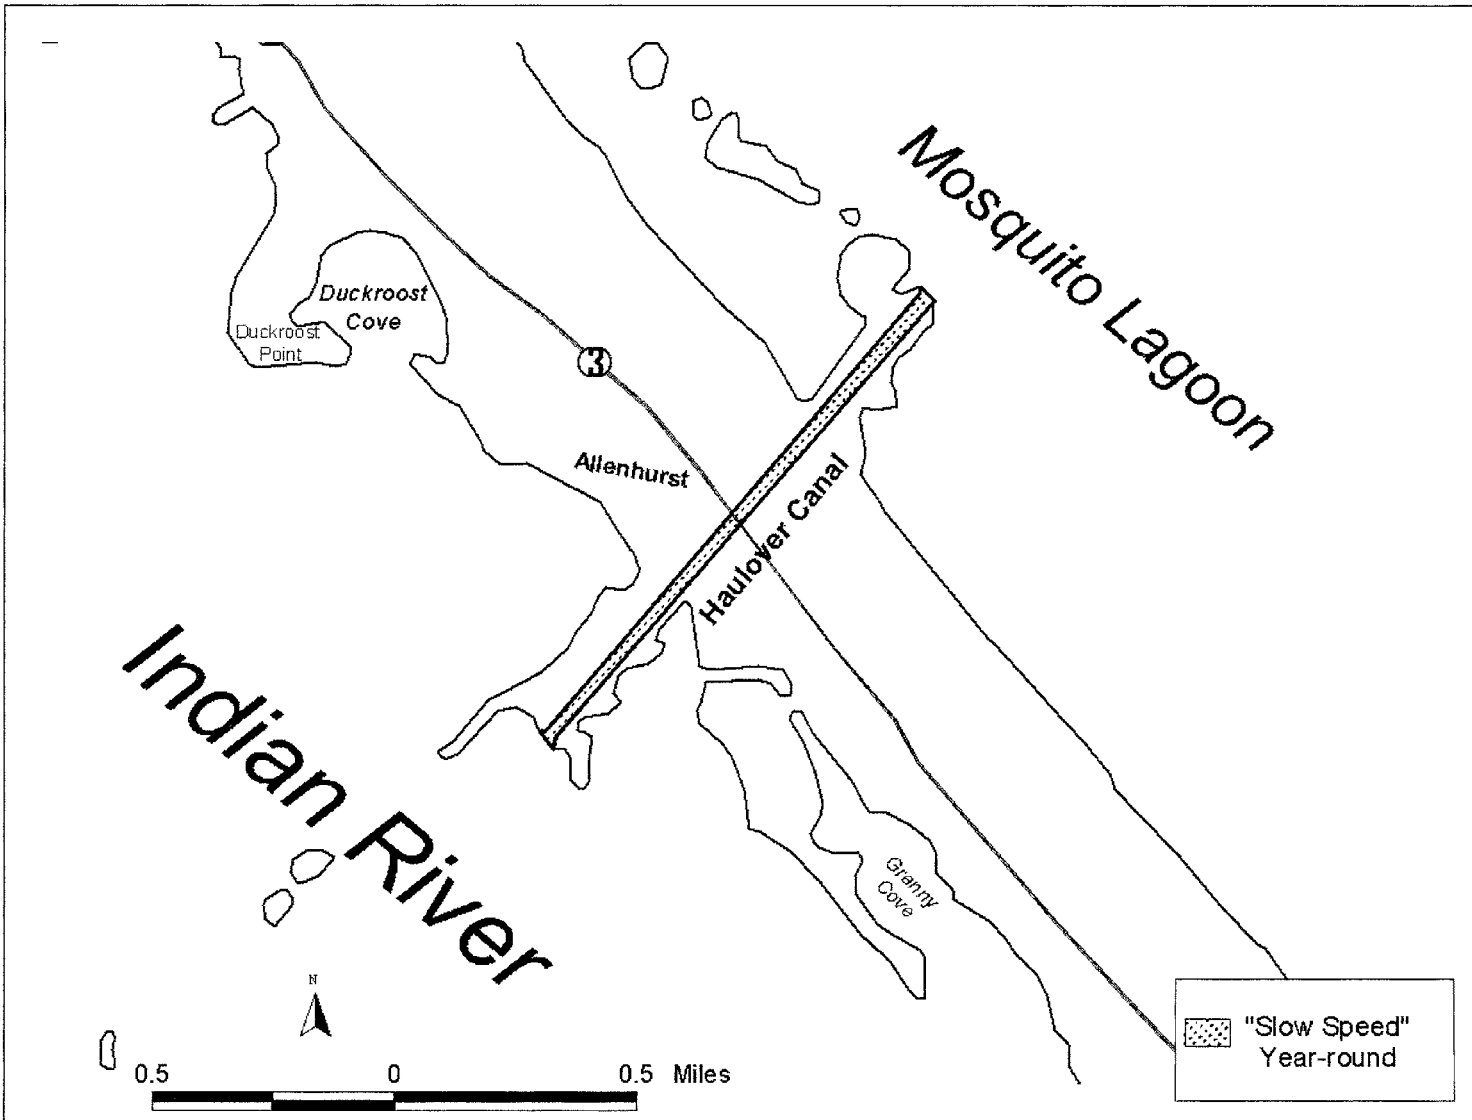 Mosquito Lagoon
Duckroost
Cove
Duckroost
Point
3
Allenhurst
Haulover Canal
Indian River
Granny
Cove
N
0.5 0 0.5 Miles
"Slow Speed"
Year-round